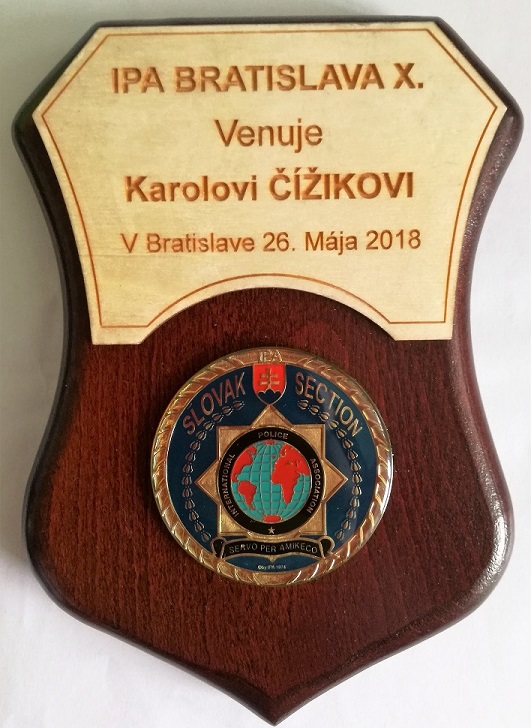 IPA BRATISLAVA X.
Venuje
Karolovi ČÍŽIKOVI
V Bratislave 26. Mája 2018
IPA
SLOVAK SECTION
INTERNATIONAL POLICE ASSOCIATION
SERVO PER AMIKECO